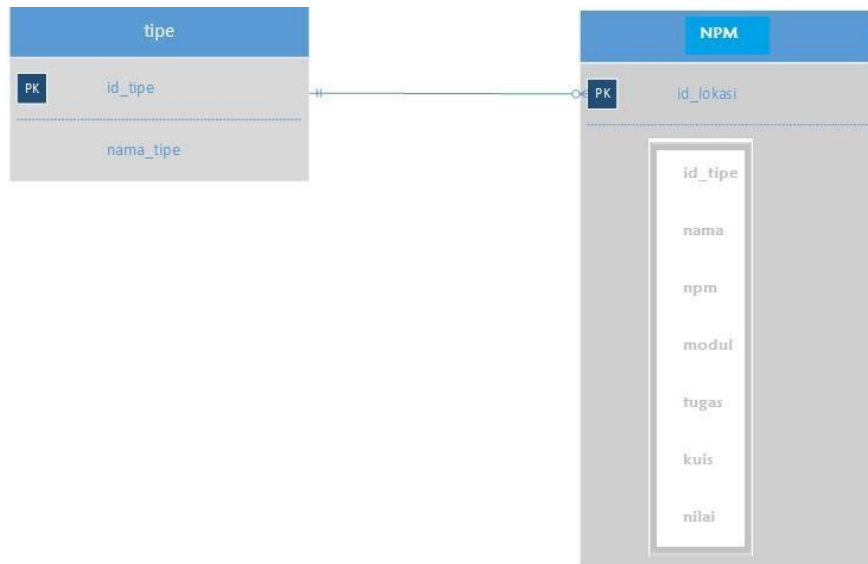 tipe
PK
id_tipe
nama_tipe
NPM
PK
id_lokasi
id_tipe
nama
npm
modul
tugas
kuis
nilai